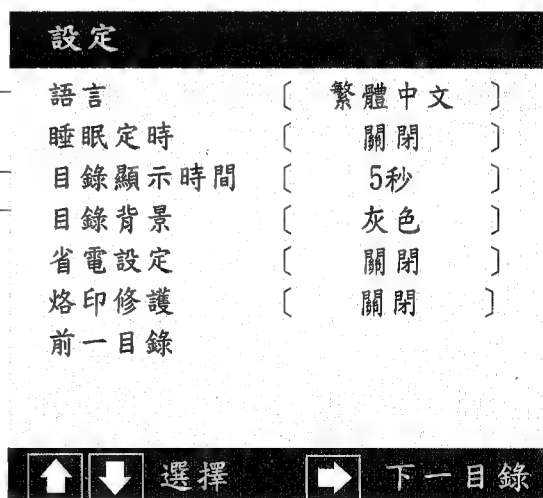 設定
語言 〔 繁體中文 〕
睡眠定時 〔 關閉 〕
目錄顯示時間 〔 5秒 〕
目錄背景 〔 灰色 〕
省電設定 〔 關閉 〕
烙印修護 〔 關閉 〕
前一目錄
選擇 下一目錄